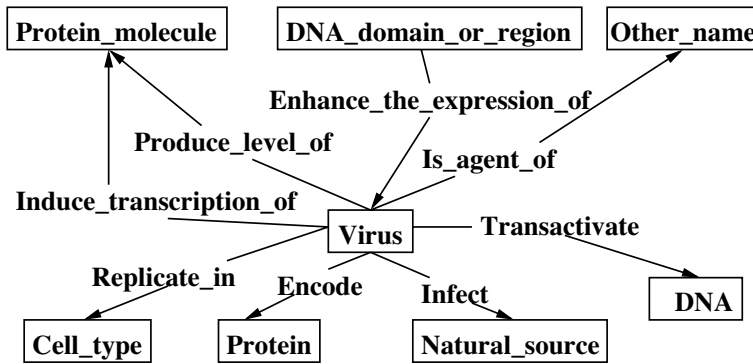 Protein_molecule
DNA_domain_or_region
Other_name
Enhance_the_expression_of
Produce_level_of
Is_agent_of
Induce_transcription_of
Virus
Transactivate
Replicate_in
Encode
Infect
DNA
Cell_type
Protein
Natural_source